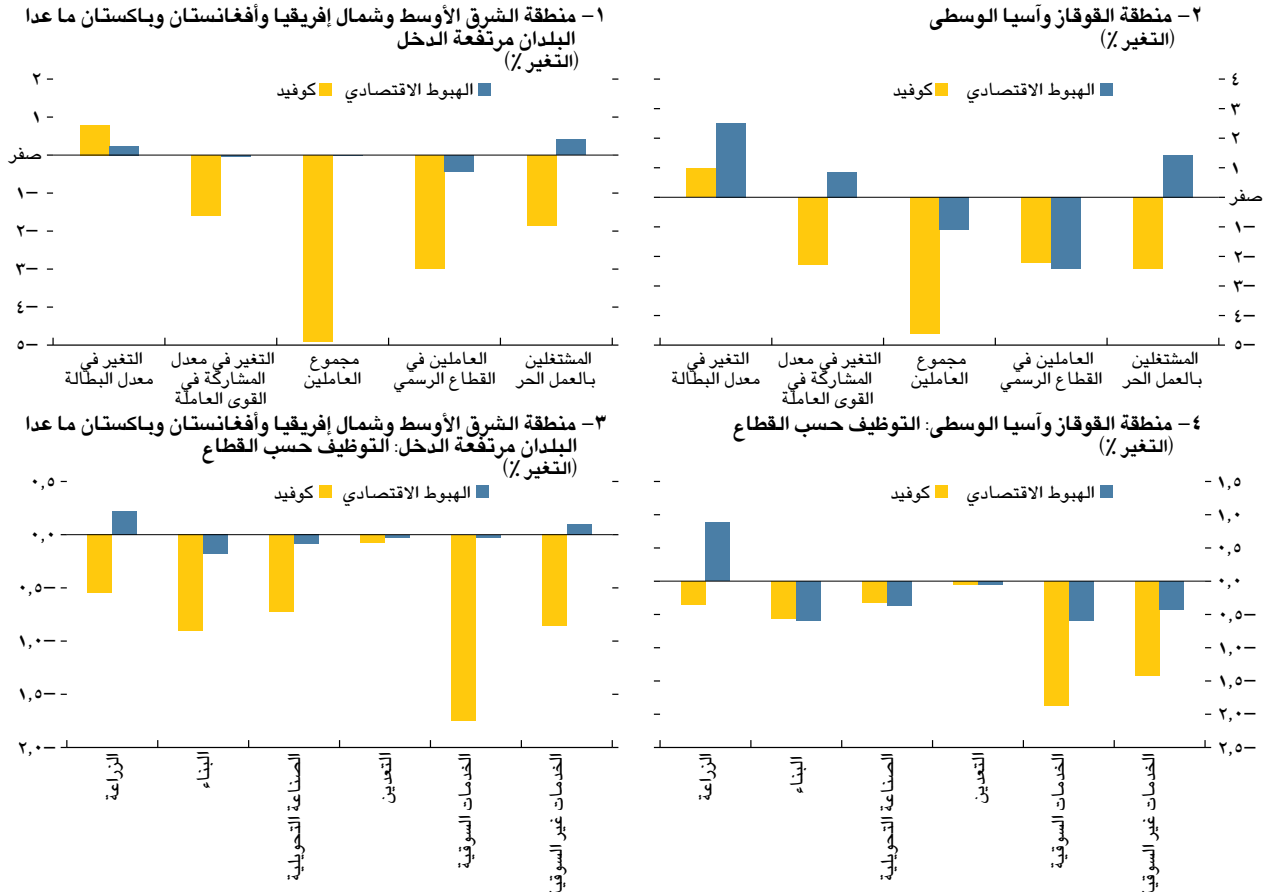 ١– منطقة الشرق الأوسط وشمال إفريقيا وأفغانستان وباكستان ما عدا
البلدان مرتفعة الدخل
(التغير ٪)
الهبوط الاقتصادي
كوفيد
٢
١
صفر
١–
٢–
٣–
٤–
٥–
المشتغلين
بالعمل الحر
العاملين في
القطاع الرسمي
مجموع
العاملين
التغير في معدل
المشاركة في
القوى العاملة
التغير في
معدل البطالة
٢– منطقة القوقاز وآسيا الوسطى
(التغير ٪)
الهبوط الاقتصادي
كوفيد
٤
٣
٢
١
صفر
١–
٢–
٣–
٤–
٥–
المشتغلين
بالعمل الحر
العاملين في
القطاع الرسمي
مجموع
العاملين
التغير في معدل
المشاركة في
القوى العاملة
التغير في
معدل البطالة
٣– منطقة الشرق الأوسط وشمال إفريقيا وأفغانستان وباكستان ما عدا
البلدان مرتفعة الدخل: التوظيف حسب القطاع
(التغير ٪)
الهبوط الاقتصادي
كوفيد
٠,٥
٠,٠
٠,٥–
١,٠–
١,٥–
٢,٠–
الخدمات غير السوقية
الخدمات السوقية
التعدين
الصناعة التحويلية
البناء
الزراعة
٤– منطقة القوقاز وآسيا الوسطى: التوظيف حسب القطاع
(التغير ٪)
الهبوط الاقتصادي
كوفيد
١,٥
١,٠
٠,٥
٠,٠
٠,٥–
١,٠–
١,٥–
٢,٠–
٢,٥–
الخدمات غير السوقية
الخدمات السوقية
التعدين
الصناعة التحويلية
البناء
الزراعة